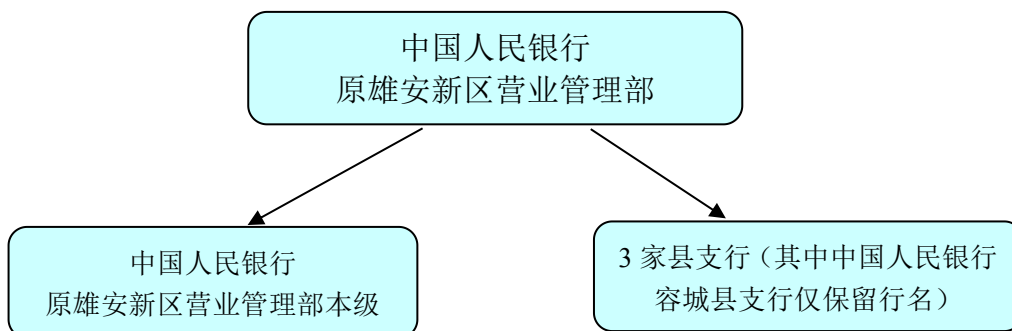 中国人民银行
原雄安新区营业管理部
中国人民银行
原雄安新区营业管理部本级
3 家县支行（其中中国人民银行
容城县支行仅保留行名）